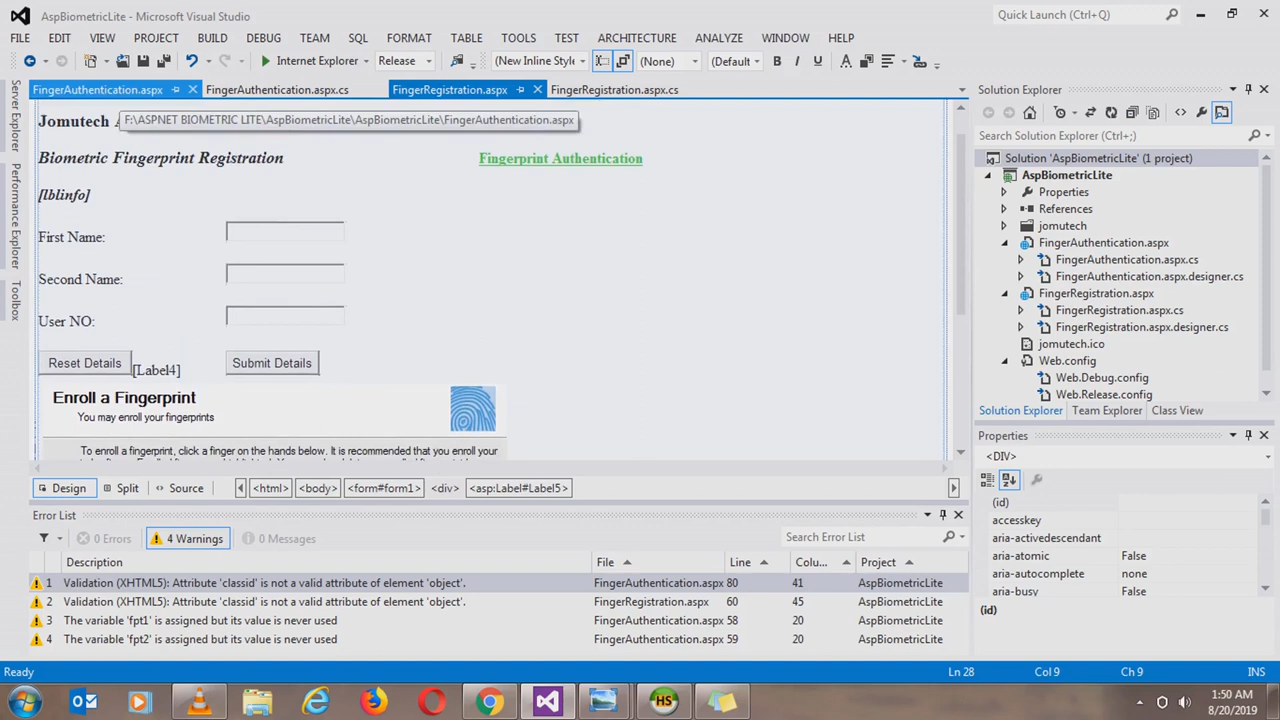 AspBiometricLite - Microsoft Visual Studio
Quick Launch (Ctrl+Q)
FILE EDIT VIEW PROJECT BUILD DEBUG TEAM SQL FORMAT TABLE TOOLS TEST ARCHITECTURE ANALYZE WINDOW HELP
Internet Explorer Release (New Inline Style (None) (Default B I U A
FingerAuthentication.aspx FingerAuthentication.aspx.cs FingerRegistration.aspx FingerRegistration.aspx.cs
Server Explorer
Performance Explorer
Toolbox
Jomutech A
F:\ASPNET BIOMETRIC LITE\AspBiometricLite\AspBiometricLite\FingerAuthentication.aspx
Biometric Fingerprint Registration Fingerprint Authentication
[lblinfo]
First Name:
Second Name:
User NO:
Reset Details [Label4] Submit Details
Enroll a Fingerprint
You may enroll your fingerprints
To enroll a fingerprint, click a finger on the hands below. It is recommended that you enroll your
Design Split Source <html> <body> <form#form1> <div> <asp:Label#Label5>
Solution Explorer
Search Solution Explorer (Ctrl+;)
Solution 'AspBiometricLite' (1 project)
AspBiometricLite
Properties
References
jomutech
FingerAuthentication.aspx
FingerAuthentication.aspx.cs
FingerAuthentication.aspx.designer.cs
FingerRegistration.aspx
FingerRegistration.aspx.cs
FingerRegistration.aspx.designer.cs
jomutech.ico
Web.config
Web.Debug.config
Web.Release.config
Solution Explorer Team Explorer Class View
Properties
<DIV>
(id)
accesskey
aria-activedescendant
aria-atomic False
aria-autocomplete none
aria-busy False
(id)
Error List
0 Errors 4 Warnings 0 Messages Search Error List
Description File Line Colu... Project
1 Validation (XHTML5): Attribute 'classid' is not a valid attribute of element 'object'. FingerAuthentication.aspx 80 41 AspBiometricLite
2 Validation (XHTML5): Attribute 'classid' is not a valid attribute of element 'object'. FingerRegistration.aspx 60 45 AspBiometricLite
3 The variable 'fpt1' is assigned but its value is never used FingerAuthentication.aspx 58 20 AspBiometricLite
4 The variable 'fpt2' is assigned but its value is never used FingerAuthentication.aspx 59 20 AspBiometricLite
Ready Ln 28 Col 9 Ch 9 INS
HS
1:50 AM
8/20/2019